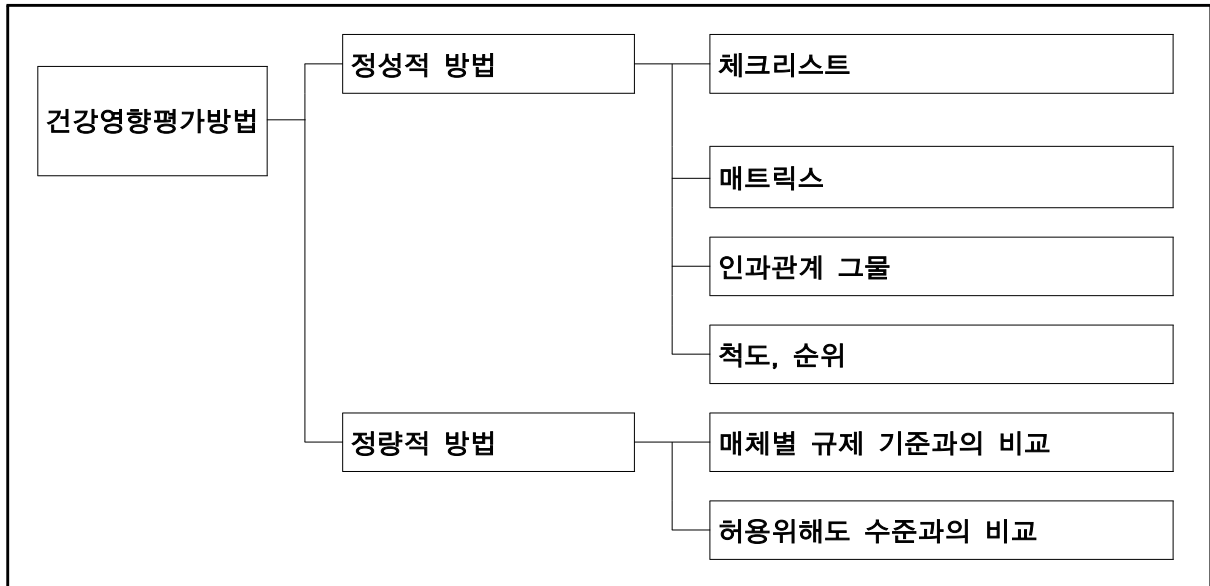 건강영향평가방법
정성적 방법
체크리스트
매트릭스
인과관계 그물
척도, 순위
정량적 방법
매체별 규제 기준과의 비교
허용위해도 수준과의 비교